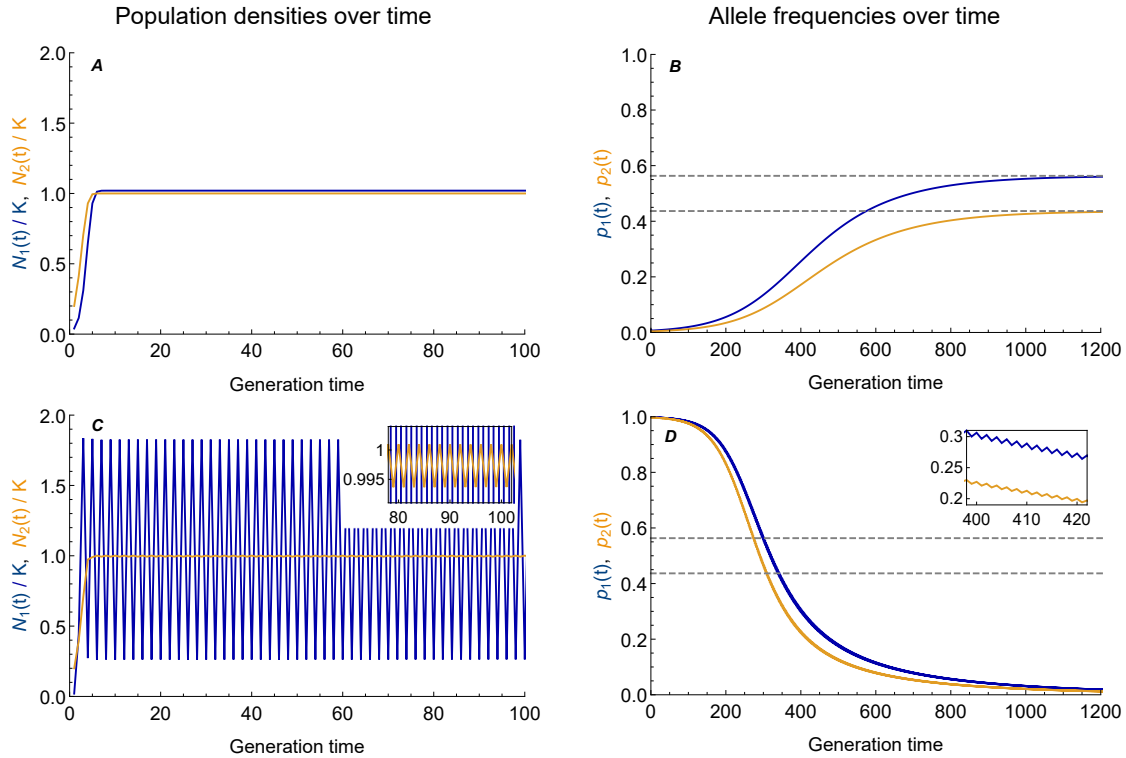 Population densities over time
Allele frequencies over time
A
2.0
1.5
1.0
0.5
0.0
0 20 40 60 80 100
N₁(t) / K, N₂(t) / K
Generation time
B
1.0
0.8
0.6
0.4
0.2
0.0
0 200 400 600 800 1000 1200
p₁(t), p₂(t)
Generation time
C
2.0
1.5
1.0
0.5
0.0
0 20 40 60 80 100
N₁(t) / K, N₂(t) / K
Generation time
1
0.995
80 90 100
D
1.0
0.8
0.6
0.4
0.2
0.0
0 200 400 600 800 1000 1200
p₁(t), p₂(t)
Generation time
0.3
0.25
0.2
400 410 420